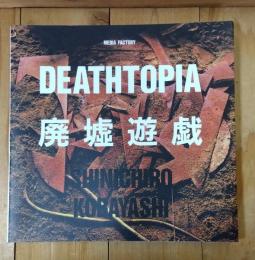 MEDIA FACTORY
DEATHTOPIA
廃墟遊戯
SHINICHIRO
KOBAYASHI